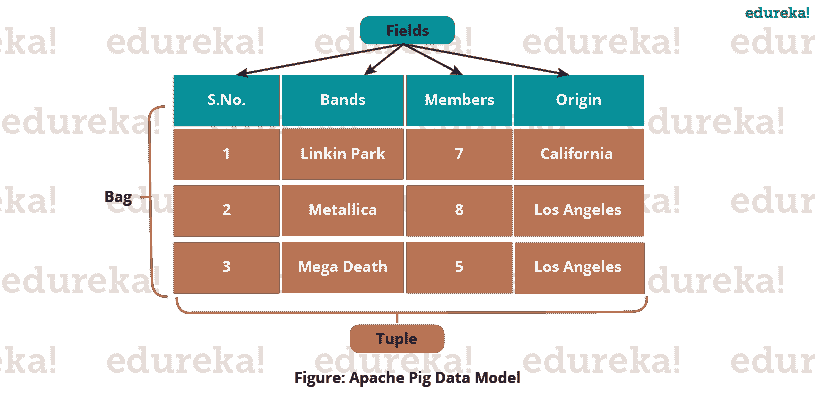 edureka!
Fields
S.No. Bands Members Origin
1 Linkin Park 7 California
Bag
2 Metallica 8 Los Angeles
3 Mega Death 5 Los Angeles
Tuple
Figure: Apache Pig Data Model